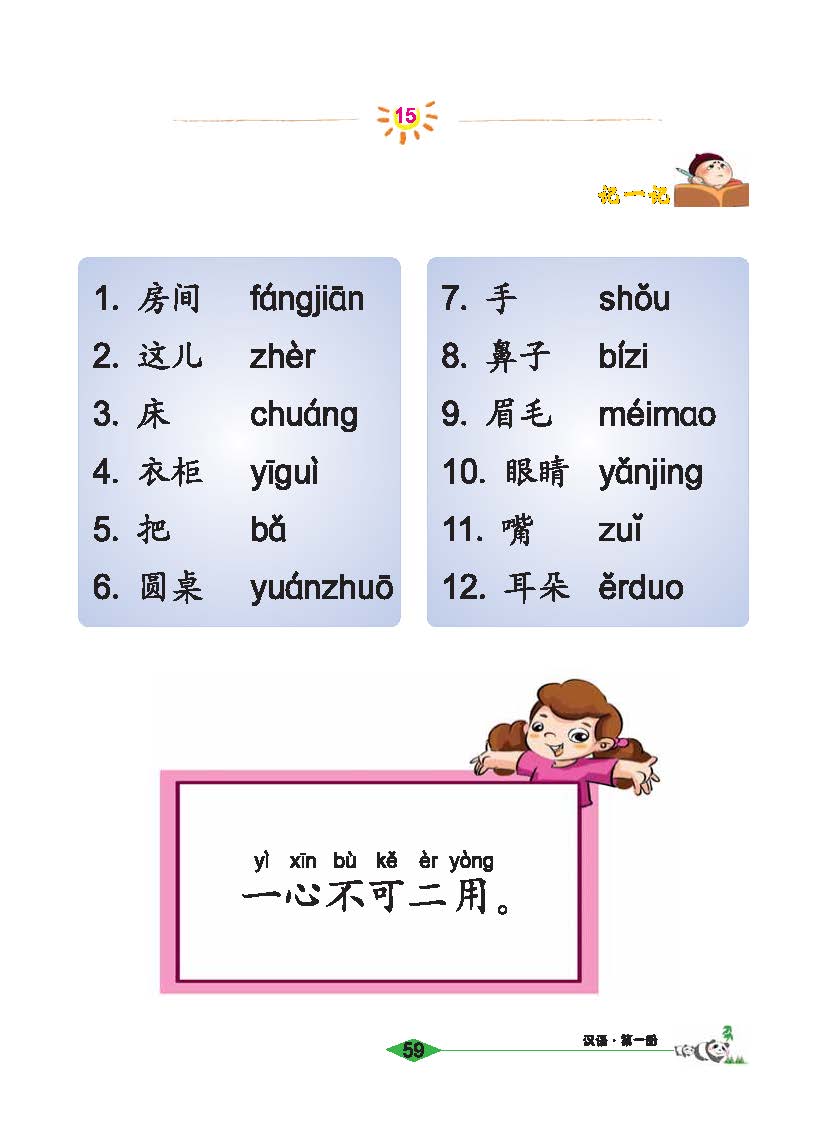 15
记一记
1. 房间 fángjiān
2. 这儿 zhèr
3. 床 chuáng
4. 衣柜 yīguì
5. 把 bǎ
6. 圆桌 yuánzhuō
7. 手 shǒu
8. 鼻子 bízi
9. 眉毛 méimao
10. 眼睛 yǎnjing
11. 嘴 zuǐ
12. 耳朵 ěrduo
yì xīn bù kě èr yòng
一心不可二用。
汉语·第一册
59